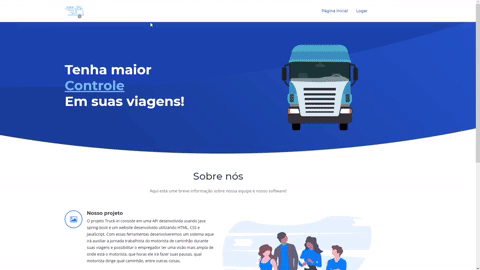 Página Inicial
Logar
Tenha maior
Controle
Em suas viagens!
Sobre nós
Aqui está uma breve informação sobre nossa equipe e nosso software!
Nosso projeto
O projeto Truck-in consiste em uma API desenvolvida usando Java
spring boot e um website desenvolvido utilizando HTML, CSS e
JavaScript. Com essas ferramentas desenvolveremos um sistema que
irá auxiliar a jornada trabalhista do motorista de caminhão durante
suas viagens e possibilitar o empregador ter uma visão mais ampla de
onde está o motorista, que horas ele irá fazer suas pausas, qual
motorista dirige qual caminhão, entre outras coisas.